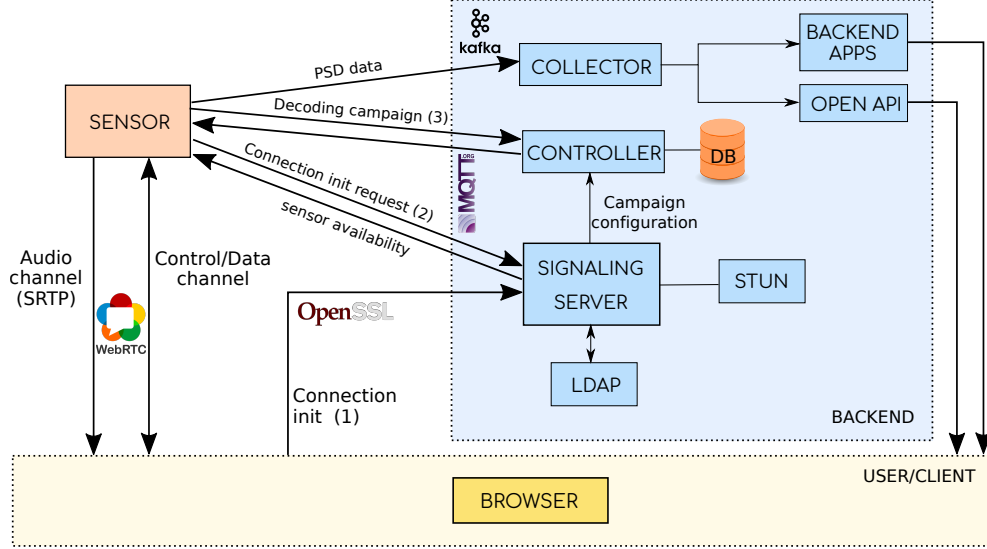 kafka
BACKEND
APPS
PSD data
COLLECTOR
OPEN API
Decoding campaign (3)
SENSOR
CONTROLLER
DB
MQTT
.ORG
Connection init request (2)
sensor availability
Campaign
configuration
Audio
channel
(SRTP)
Control/Data
channel
SIGNALING
SERVER
STUN
OpenSSL
WebRTC
LDAP
Connection
init (1)
BACKEND
USER/CLIENT
BROWSER